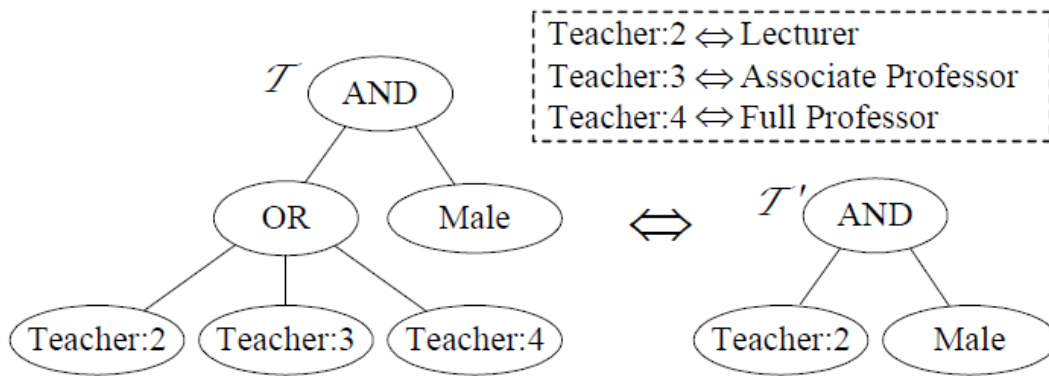 Teacher:2 ⇔ Lecturer
Teacher:3 ⇔ Associate Professor
Teacher:4 ⇔ Full Professor
𝒯 AND
OR Male
Teacher:2 Teacher:3 Teacher:4
⇔
𝒯' AND
Teacher:2 Male